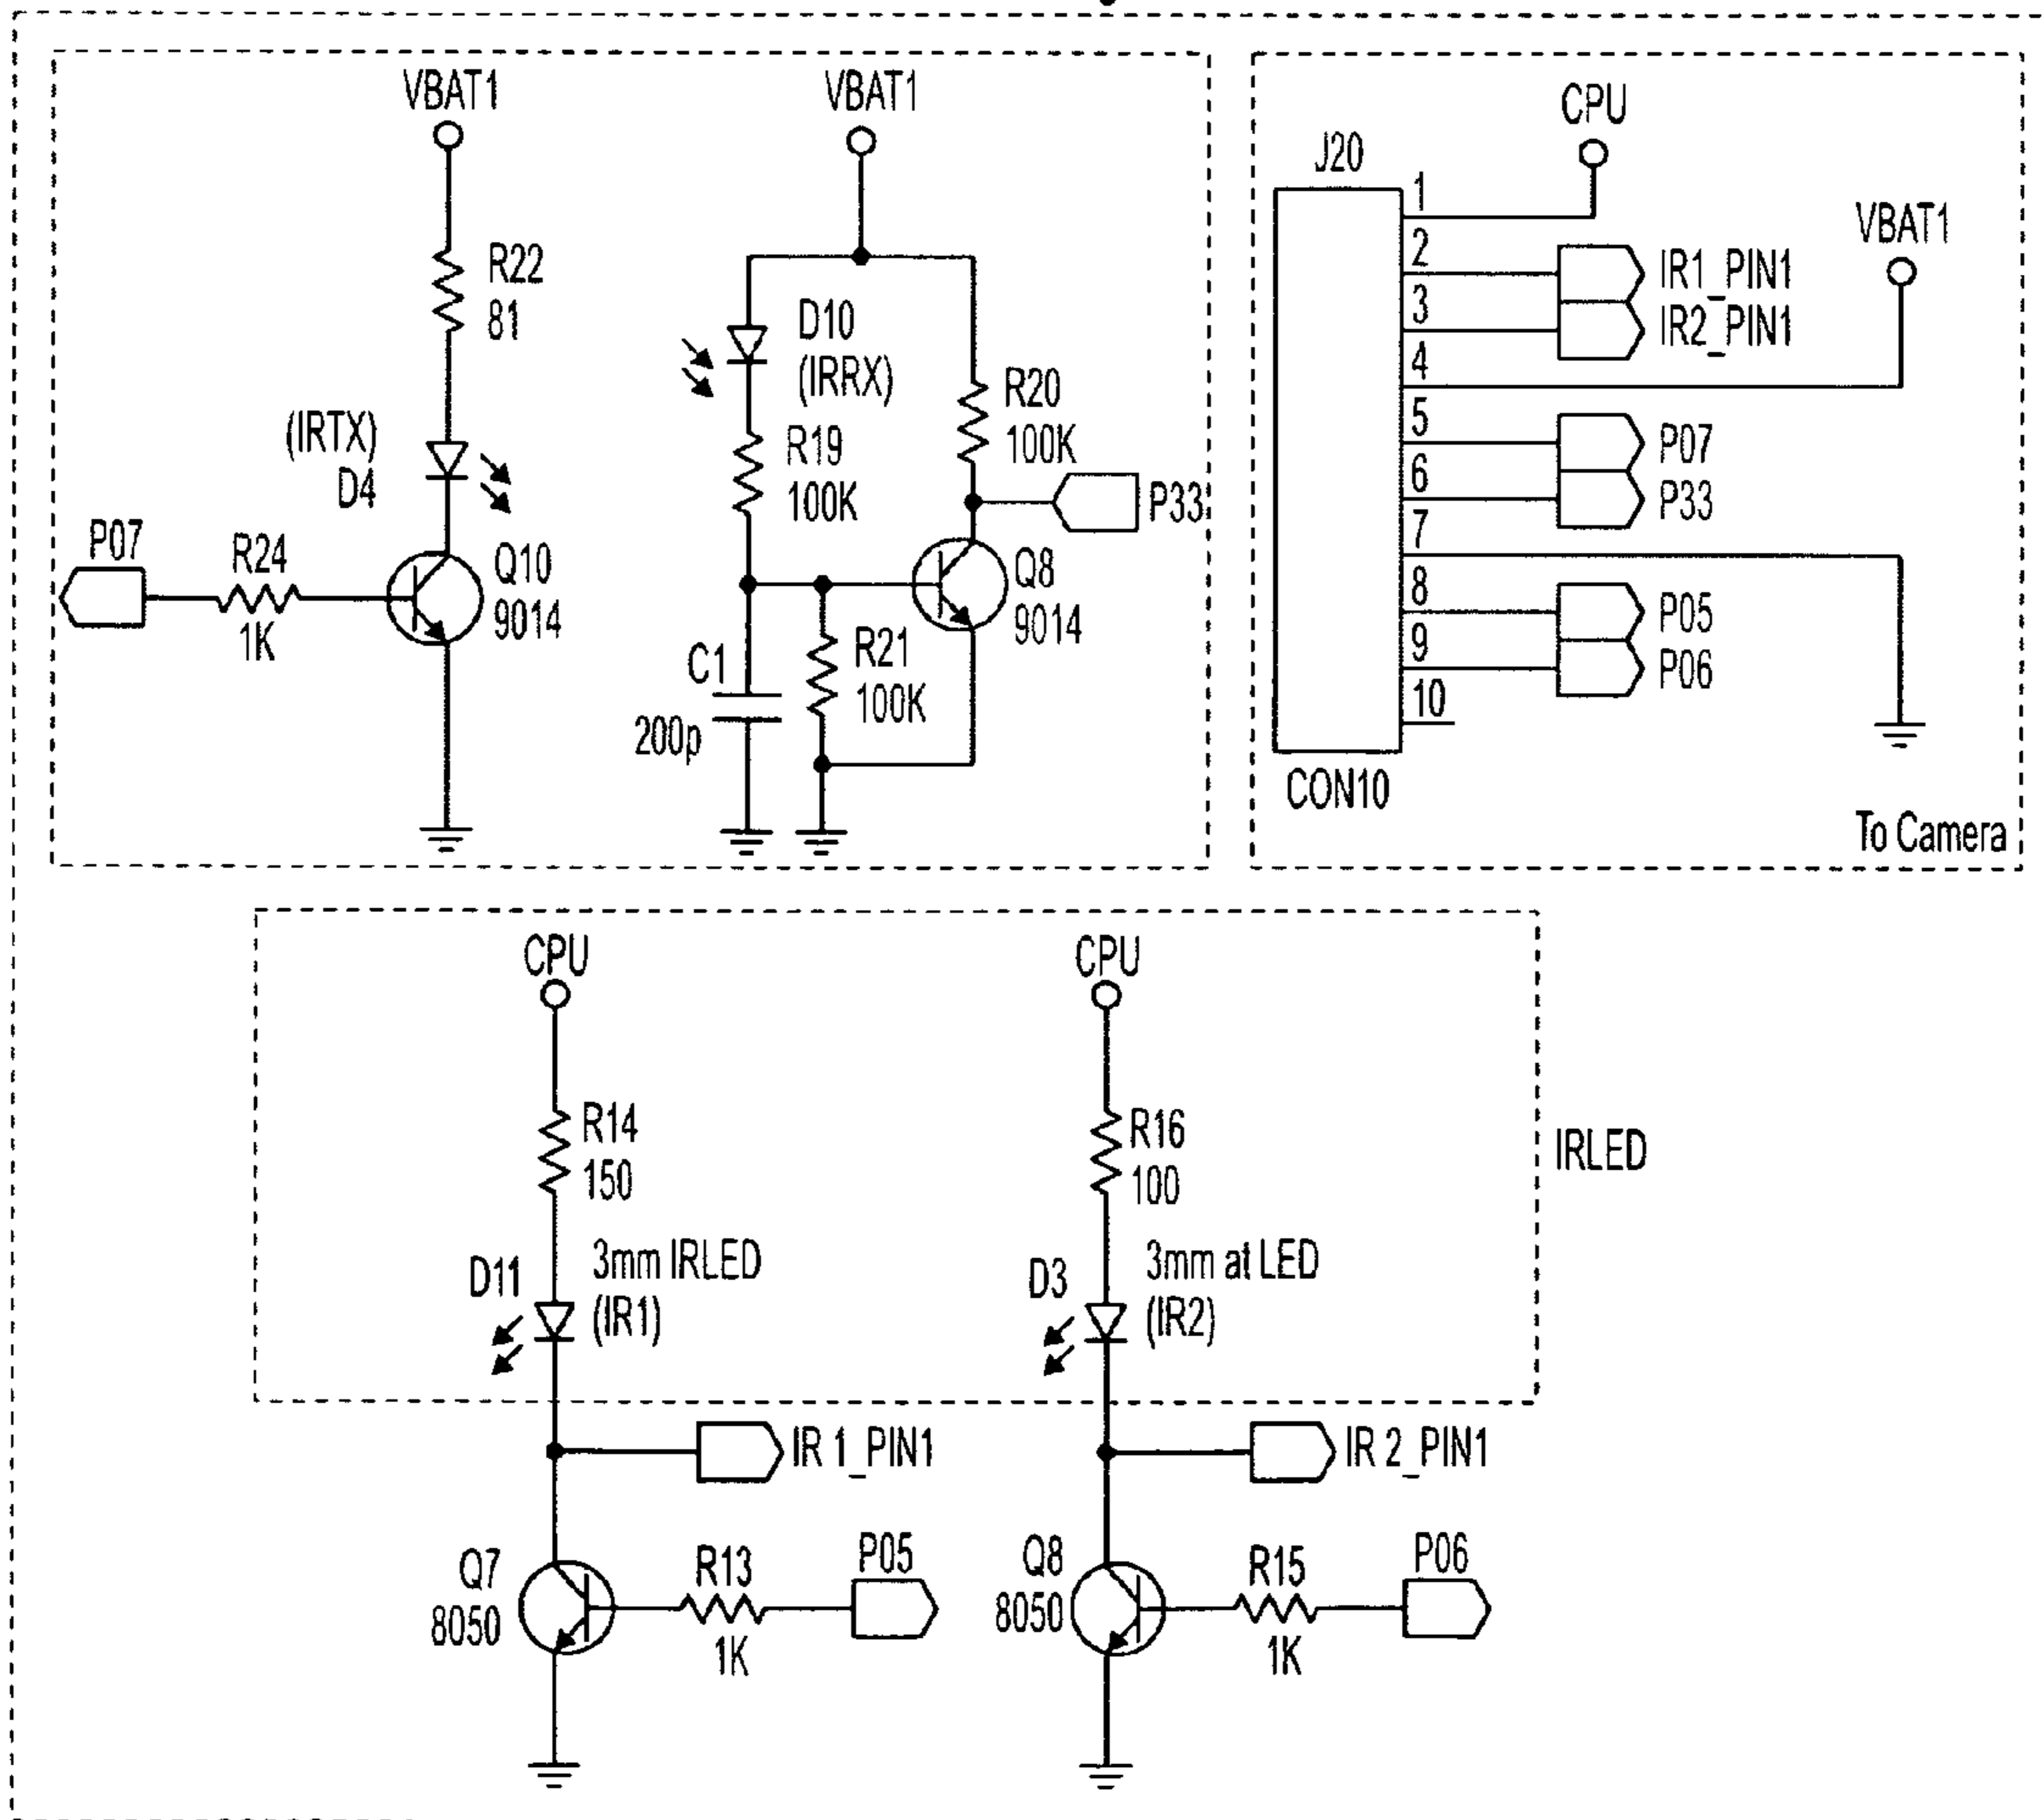 VBAT1
R22
81
(IRTX)
D4
P07
R24
1K
Q10
9014
VBAT1
D10
(IRRX)
R19
100K
R20
100K
P33
Q8
9014
C1
200p
R21
100K
J20
CPU
VBAT1
1
2
IR1_PIN1
3
IR2_PIN1
4
5
P07
6
P33
7
8
P05
9
P06
10
CON10
To Camera
CPU
R14
150
D11
3mm IRLED
(IR1)
IR 1_PIN1
Q7
8050
R13
1K
P05
CPU
R16
100
D3
3mm at LED
(IR2)
IRLED
IR 2_PIN1
Q8
8050
R15
1K
P06